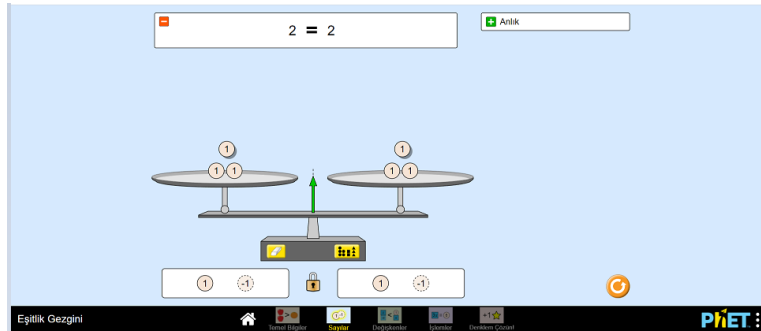 2 = 2
Anlık
1
1
1 1
1 1
1 -1
1 -1
Eşitlik Gezgini
Temel Bilgiler
Sayılar
Değişkenler
İşlemler
Denklem Çözün!
PhET